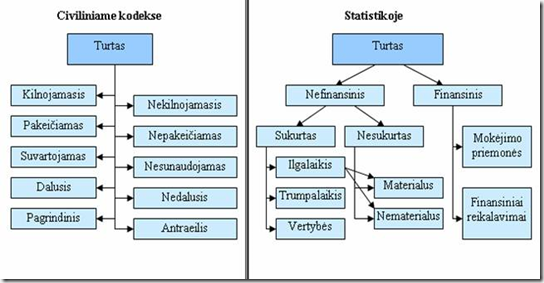 Civiliniame kodekse
Turtas
Kilnojamasis
Nekilnojamasis
Pakeičiamas
Nepakeičiamas
Suvartojamas
Nesunaudojamas
Dalusis
Nedalusis
Pagrindinis
Antraeilis
Statistikoje
Turtas
Nefinansinis
Finansinis
Sukurtas
Nesukurtas
Ilgalaikis
Trumpalaikis
Vertybės
Materialus
Nematerialus
Mokėjimo
priemonės
Finansiniai
reikalavimai